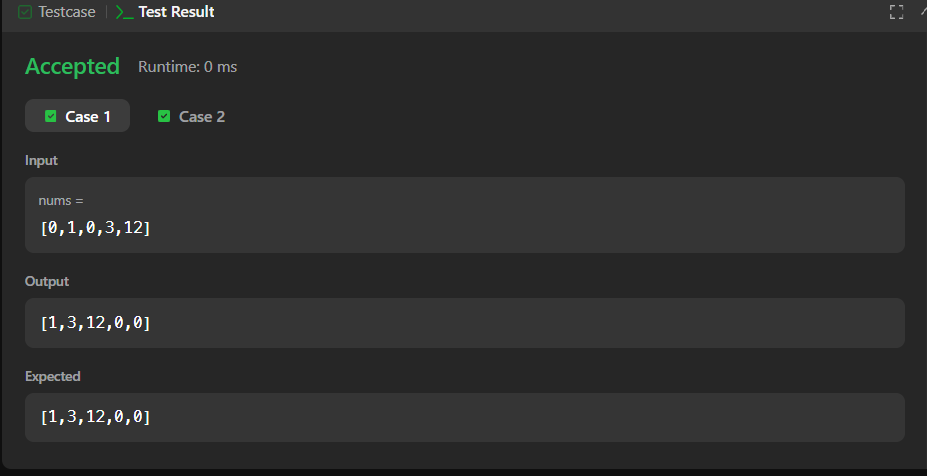 Testcase | Test Result
Accepted Runtime: 0 ms
Case 1 Case 2
Input
nums =
[0,1,0,3,12]
Output
[1,3,12,0,0]
Expected
[1,3,12,0,0]